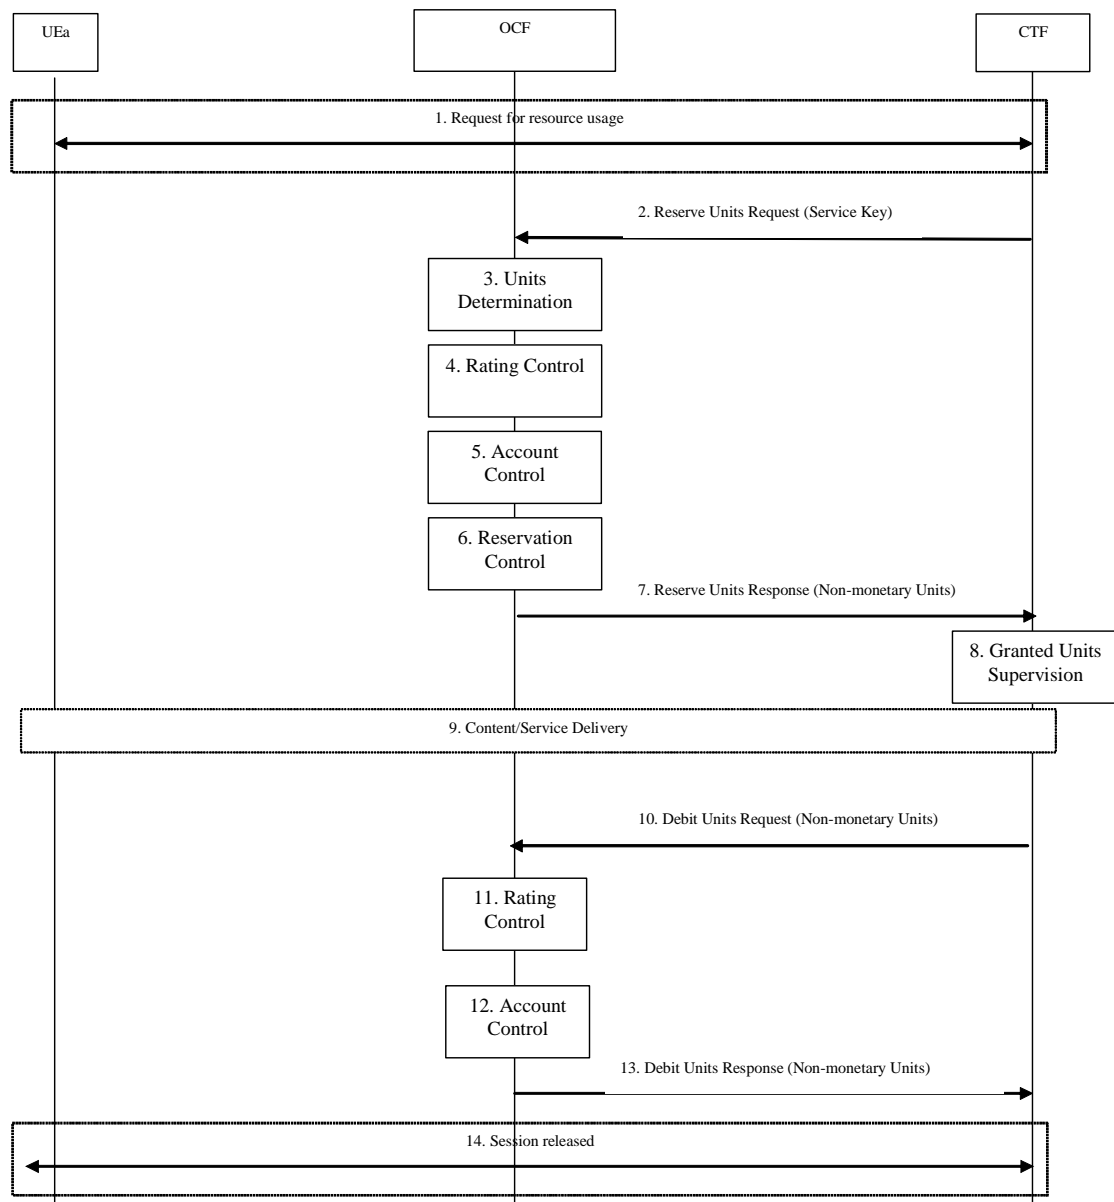 UEa
OCF
CTF
1. Request for resource usage
2. Reserve Units Request (Service Key)
3. Units
Determination
4. Rating Control
5. Account
Control
6. Reservation
Control
7. Reserve Units Response (Non-monetary Units)
8. Granted Units
Supervision
9. Content/Service Delivery
10. Debit Units Request (Non-monetary Units)
11. Rating
Control
12. Account
Control
13. Debit Units Response (Non-monetary Units)
14. Session released